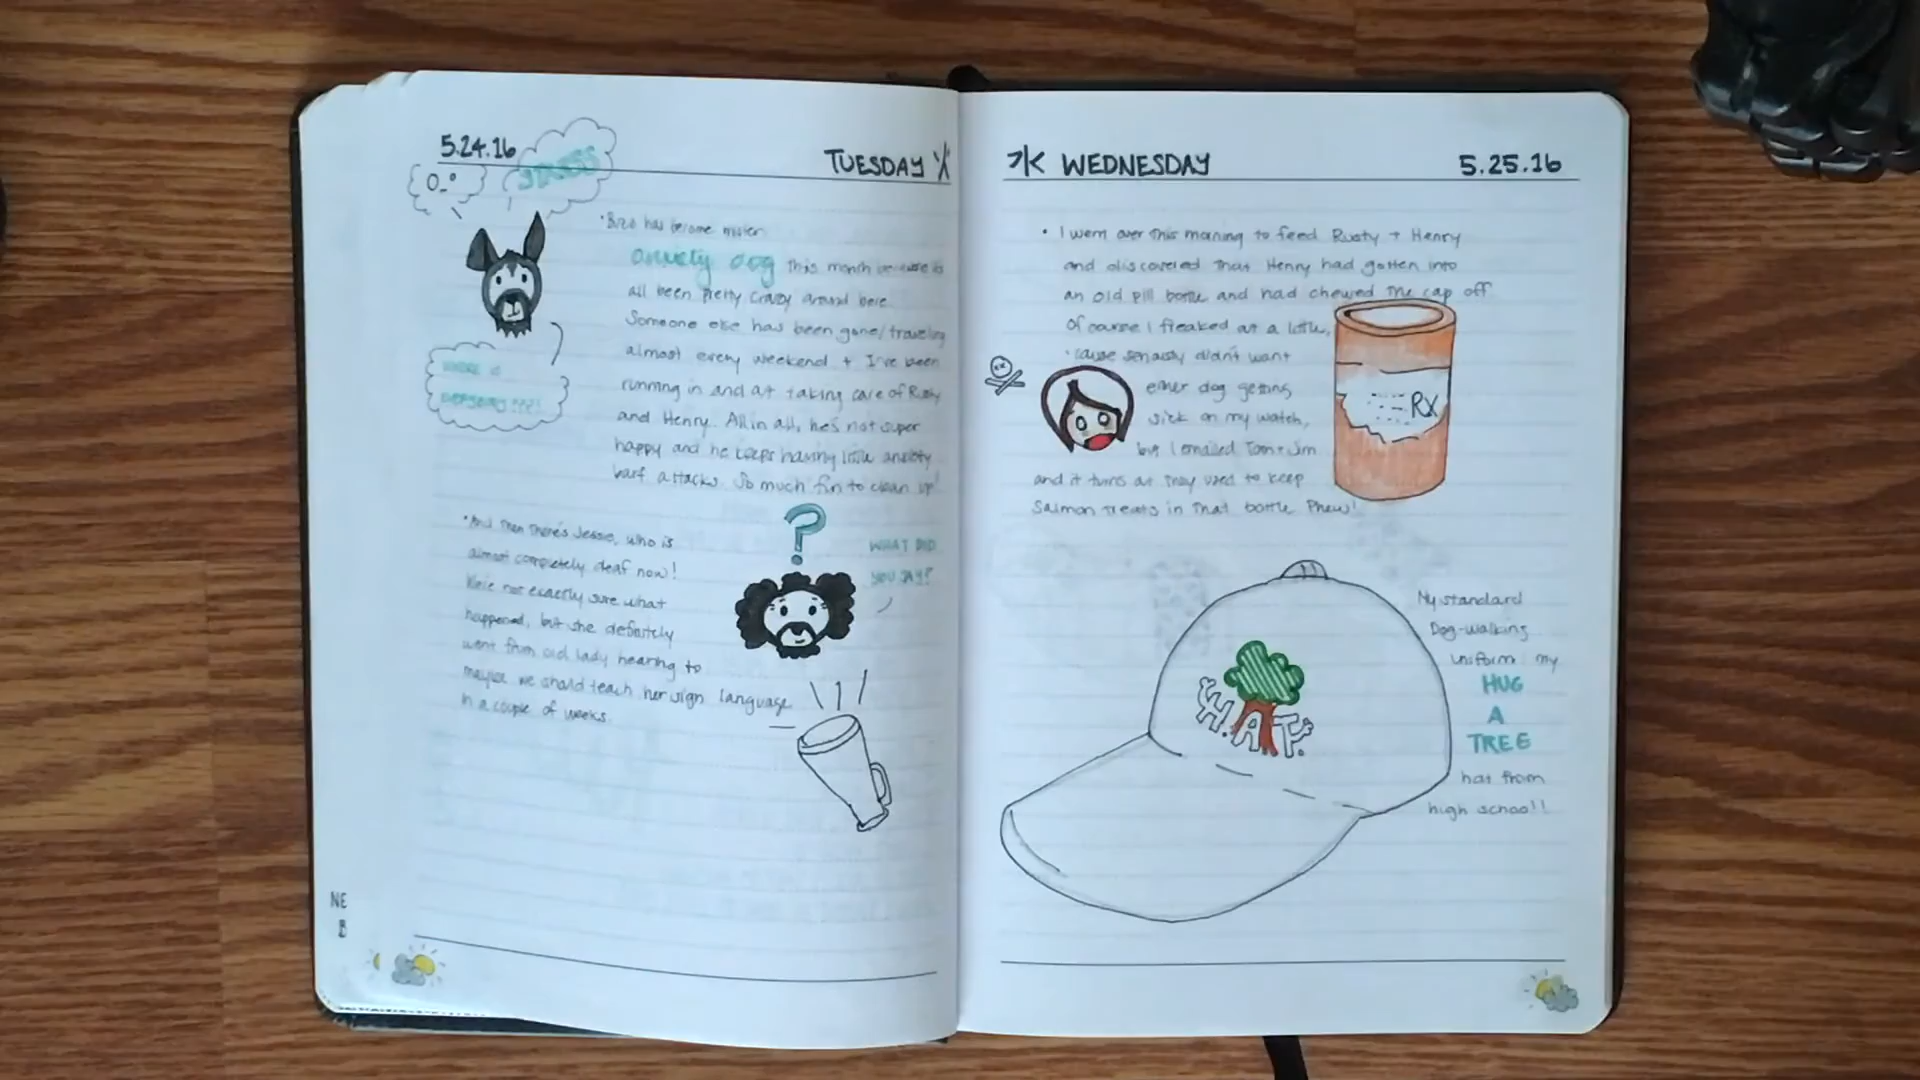 5.24.16
TUESDAY
0_°
STRESS
has become mister
anxiety dog this month because it's
all been pretty crazy around here.
Someone else has been gone/traveling
almost every weekend + I've been
running in and out taking care of Rusty
and Henry. All in all, he's not super
happy and he keeps having little anxiety
barf attacks. So much fun to clean up!
WHERE IS
EVERYBODY???!
• And then there's Jessie, who is
almost completely deaf now!
We're not exactly sure what
happened, but she definitely
went from old lady hearing to
maybe we should teach her sign language
in a couple of weeks.
?
WHAT DID
YOU SAY?
NE
WEDNESDAY
5.25.16
• I went over this morning to feed Rusty + Henry
and discovered that Henry had gotten into
an old pill bottle and had chewed the cap off
Of course I freaked out a little,
'cause seriously didn't want
either dog getting
sick on my watch,
but I emailed Tom + Jim
and it turns out they used to keep
Salmon treats in that bottle. Phew!
RX
H.A.T.
My standard
Dog-walking
uniform: my
HUG
A
TREE
hat from
high school!!